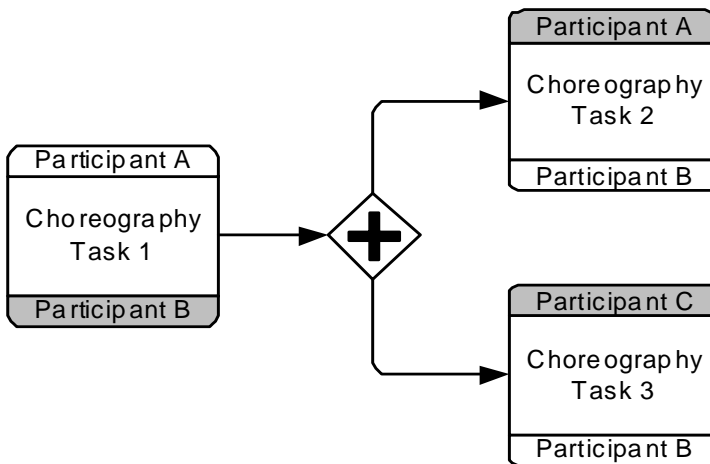 Participant A
Choreography
Task 1
Participant B
Participant A
Choreography
Task 2
Participant B
Participant C
Choreography
Task 3
Participant B